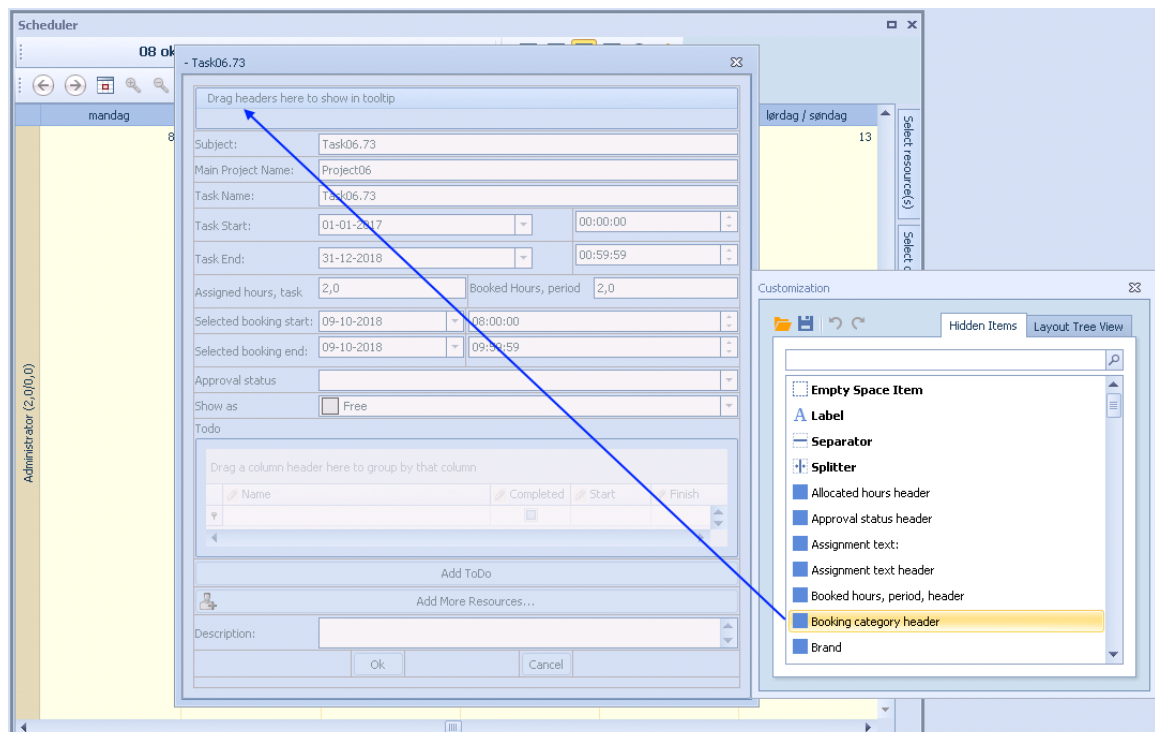 Scheduler
08 ok
- Task06.73
Drag headers here to show in tooltip
mandag
lørdag / søndag
8
13
Select resource(s)
Subject: Task06.73
Main Project Name: Project06
Task Name: Task06.73
Task Start: 01-01-2017 00:00:00
Task End: 31-12-2018 00:59:59
Select
Assigned hours, task 2,0 Booked Hours, period 2,0
Selected booking start: 09-10-2018 08:00:00
Selected booking end: 09-10-2018 09:59:59
Approval status
Show as Free
Todo
Drag a column header here to group by that column
Name Completed Start Finish
Add ToDo
Add More Resources...
Description:
Ok Cancel
Administrator (2,0/0,0)
Customization
Hidden Items Layout Tree View
Empty Space Item
A Label
Separator
Splitter
Allocated hours header
Approval status header
Assignment text:
Assignment text header
Booked hours, period, header
Booking category header
Brand